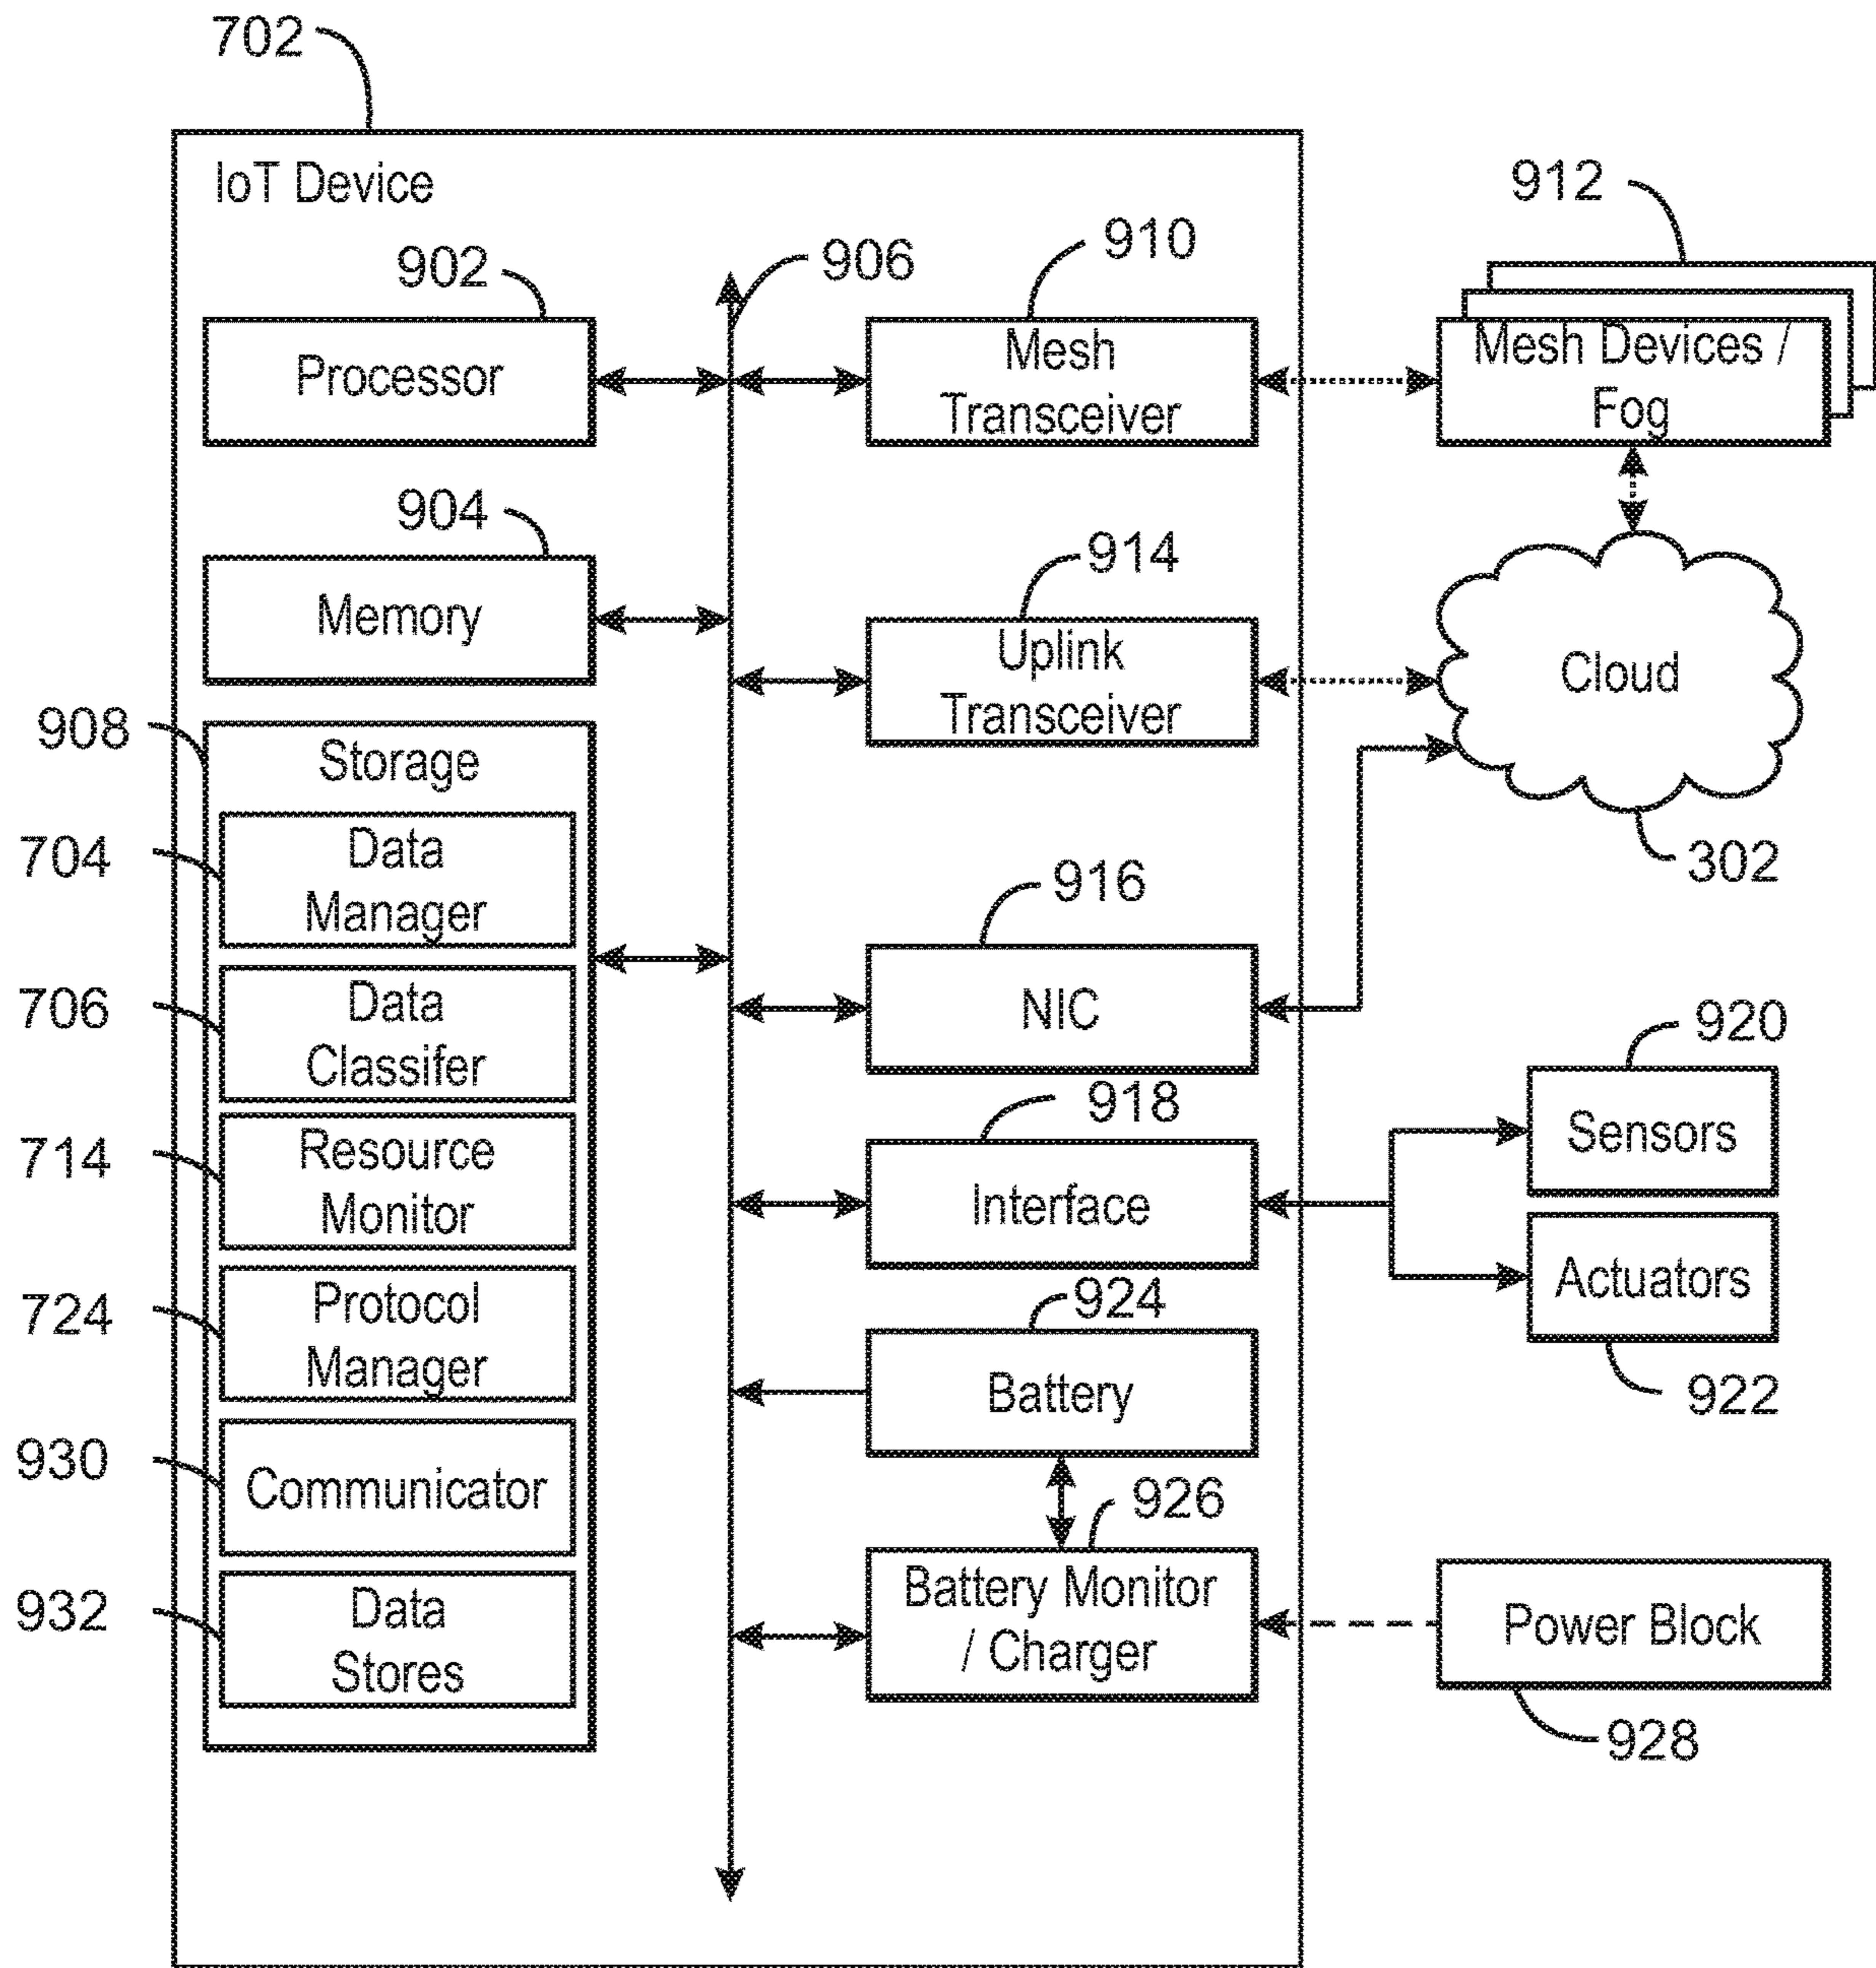 702
IoT Device
912
910
906
902
Processor
Mesh
Transceiver
Mesh Devices /
Fog
904
914
Memory
Uplink
Transceiver
Cloud
302
908
Storage
704
Data
Manager
916
NIC
706
Data
Classifer
920
Sensors
918
Interface
714
Resource
Monitor
Actuators
922
924
Battery
724
Protocol
Manager
930
Communicator
926
Battery Monitor
/ Charger
Power Block
928
932
Data
Stores